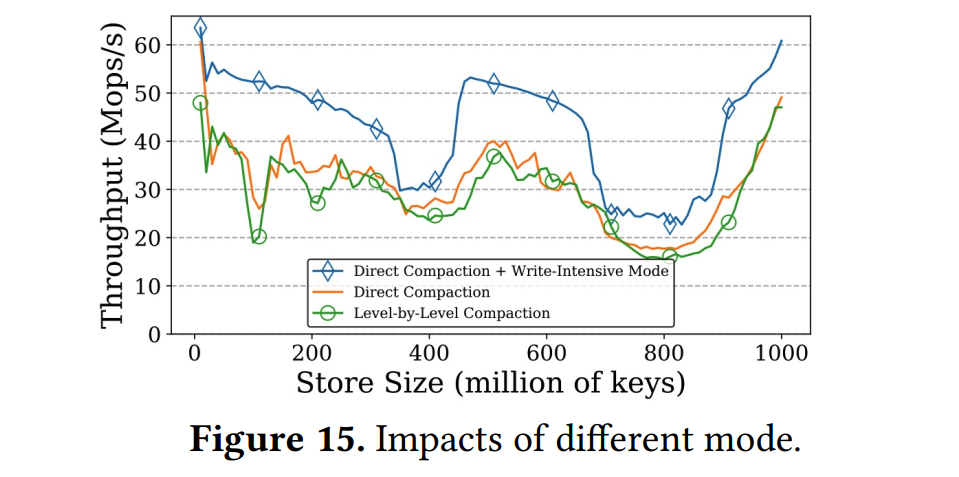 Throughput (Mops/s)
60
50
40
30
20
10
0
Direct Compaction + Write-Intensive Mode
Direct Compaction
Level-by-Level Compaction
0 200 400 600 800 1000
Store Size (million of keys)
Figure 15. Impacts of different mode.